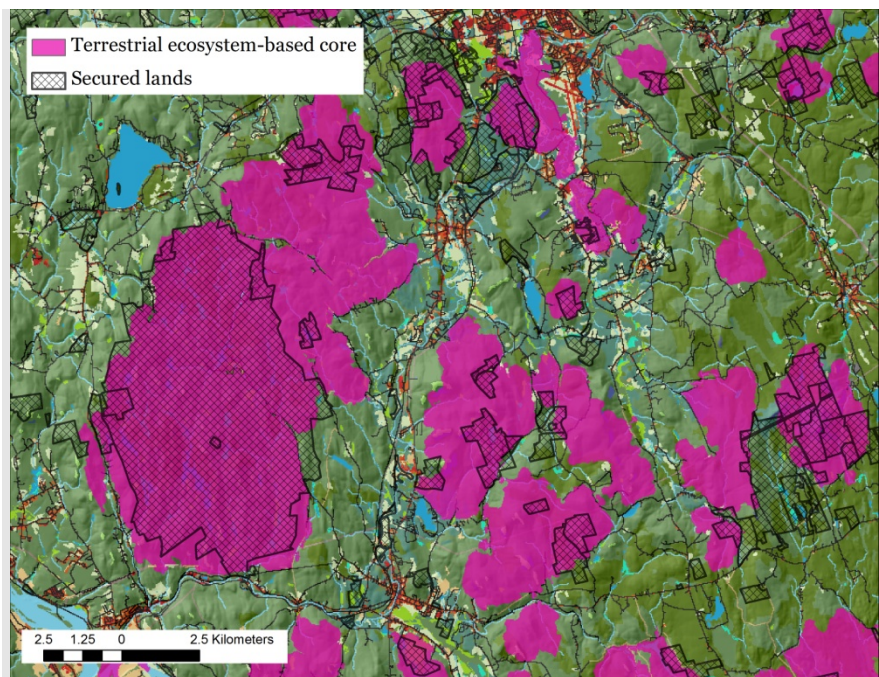 Terrestrial ecosystem-based core
Secured lands
2.5 1.25 0 2.5 Kilometers